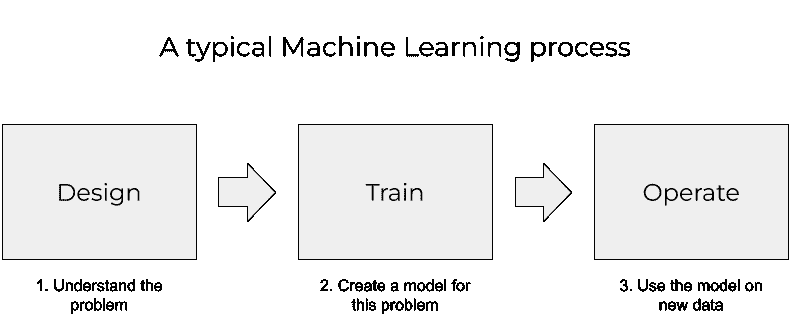 A typical Machine Learning process
Design
Train
Operate
1. Understand the
problem
2. Create a model for
this problem
3. Use the model on
new data